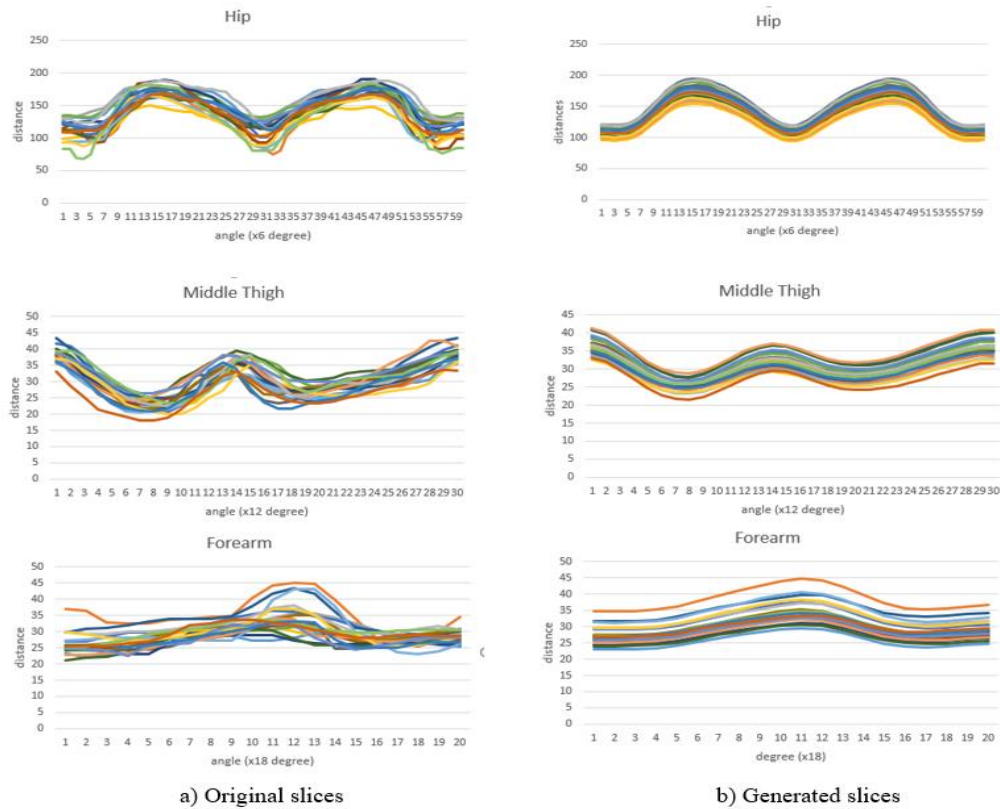 Hip
250
200
150
100
50
0
distance
1 3 5 7 9 11 13 15 17 19 21 23 25 27 29 31 33 35 37 39 41 43 45 47 49 51 53 55 57 59
angle (x6 degree)
Hip
250
200
150
100
50
0
distances
1 3 5 7 9 11 13 15 17 19 21 23 25 27 29 31 33 35 37 39 41 43 45 47 49 51 53 55 57 59
angle (x6 degree)
Middle Thigh
50
45
40
35
30
25
20
15
10
5
0
distance
1 2 3 4 5 6 7 8 9 10 11 12 13 14 15 16 17 18 19 20 21 22 23 24 25 26 27 28 29 30
angle (x12 degree)
Middle Thigh
45
40
35
30
25
20
15
10
5
0
distance
1 2 3 4 5 6 7 8 9 10 11 12 13 14 15 16 17 18 19 20 21 22 23 24 25 26 27 28 29 30
angle (x12 degree)
Forearm
50
45
40
35
30
25
20
15
10
5
0
distance
1 2 3 4 5 6 7 8 9 10 11 12 13 14 15 16 17 18 19 20
angle (x18 degree)
Forearm
50
45
40
35
30
25
20
15
10
5
0
distance
1 2 3 4 5 6 7 8 9 10 11 12 13 14 15 16 17 18 19 20
degree (x18)
a) Original slices
b) Generated slices